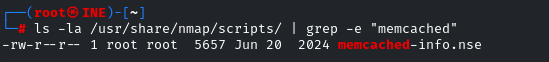 ┌──(root㉿INE)-[~]
└─# ls -la /usr/share/nmap/scripts/ | grep -e "memcached"
-rw-r--r-- 1 root root  5657 Jun 20  2024 memcached-info.nse